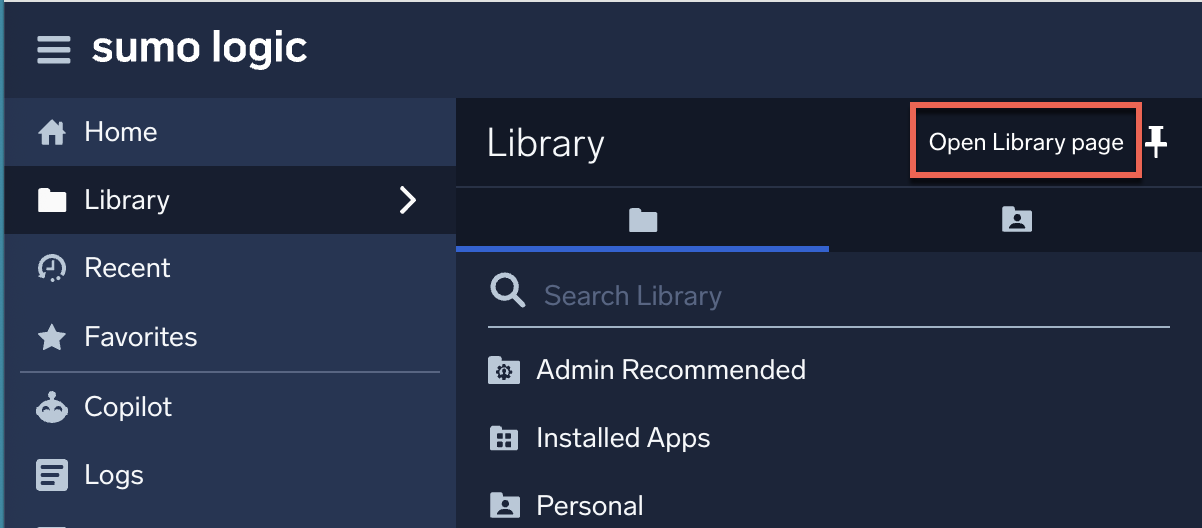 sumo logic
Home
Library
Recent
Favorites
Copilot
Logs
Library
Open Library page
Search Library
Admin Recommended
Installed Apps
Personal